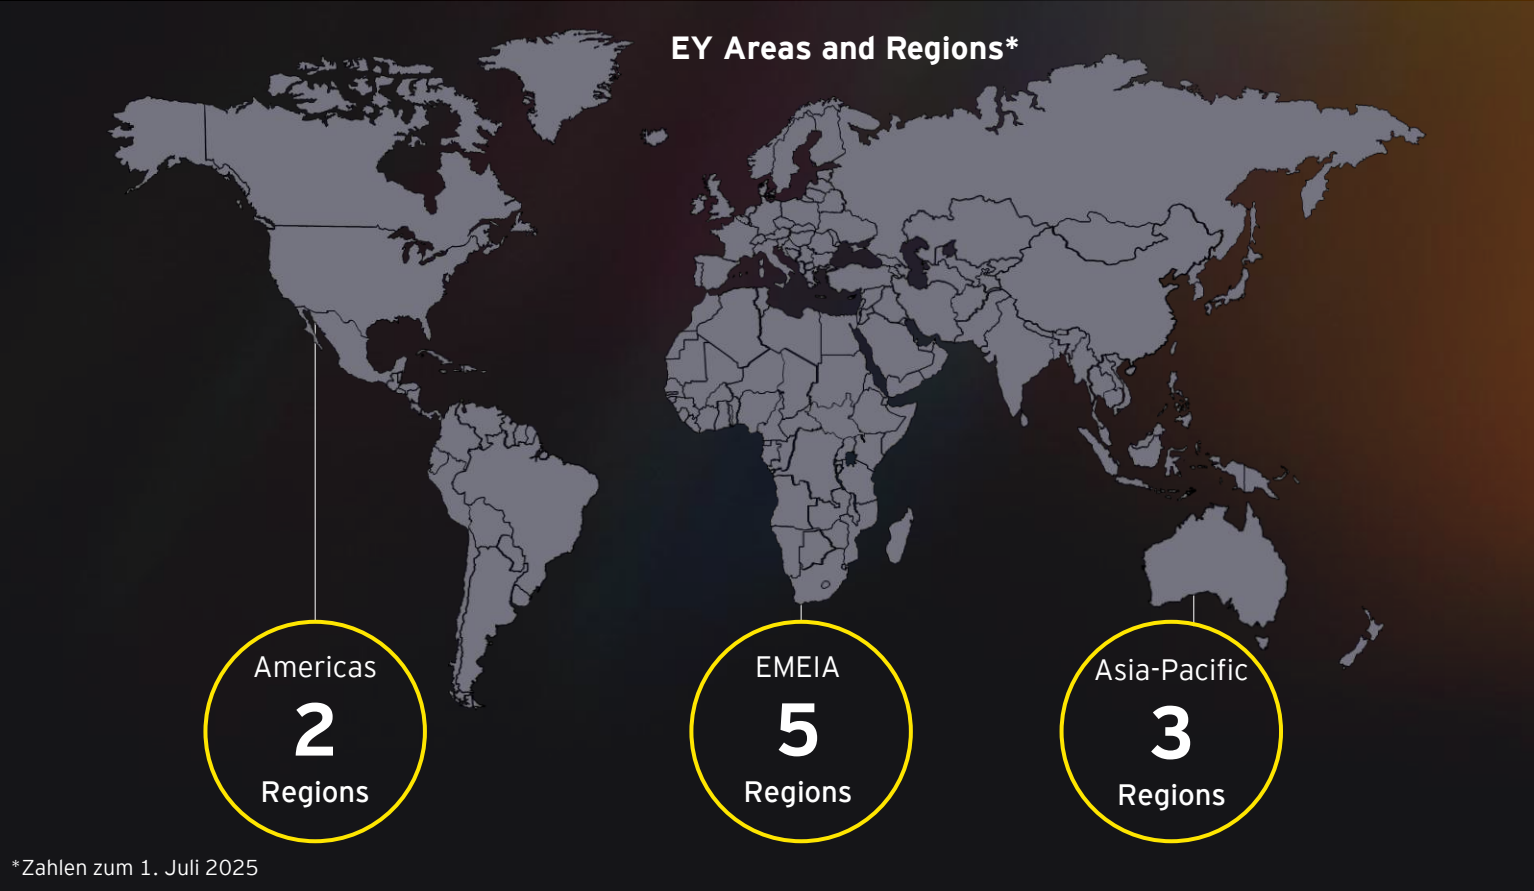 EY Areas and Regions*
Americas
2
Regions
EMEIA
5
Regions
Asia-Pacific
3
Regions
*Zahlen zum 1. Juli 2025